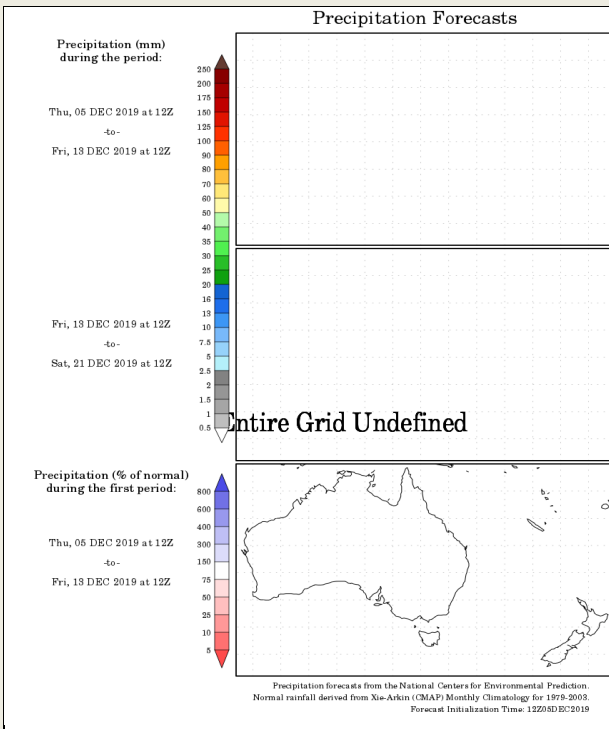 Precipitation Forecasts
Precipitation (mm)
during the period:
Thu, 05 DEC 2019 at 12Z
-to-
Fri, 13 DEC 2019 at 12Z
250
200
175
150
125
100
90
80
70
60
50
40
35
30
25
20
16
13
10
7.5
5
2.5
2
1.5
1
0.5
Fri, 13 DEC 2019 at 12Z
-to-
Sat, 21 DEC 2019 at 12Z
Entire Grid Undefined
Precipitation (% of normal)
during the first period:
Thu, 05 DEC 2019 at 12Z
-to-
Fri, 13 DEC 2019 at 12Z
800
600
400
300
150
75
50
25
10
5
Precipitation forecasts from the National Centers for Environmental Prediction.
Normal rainfall derived from Xie-Arkin (CMAP) Monthly Climatology for 1979-2003.
Forecast Initialization Time: 12Z05DEC2019